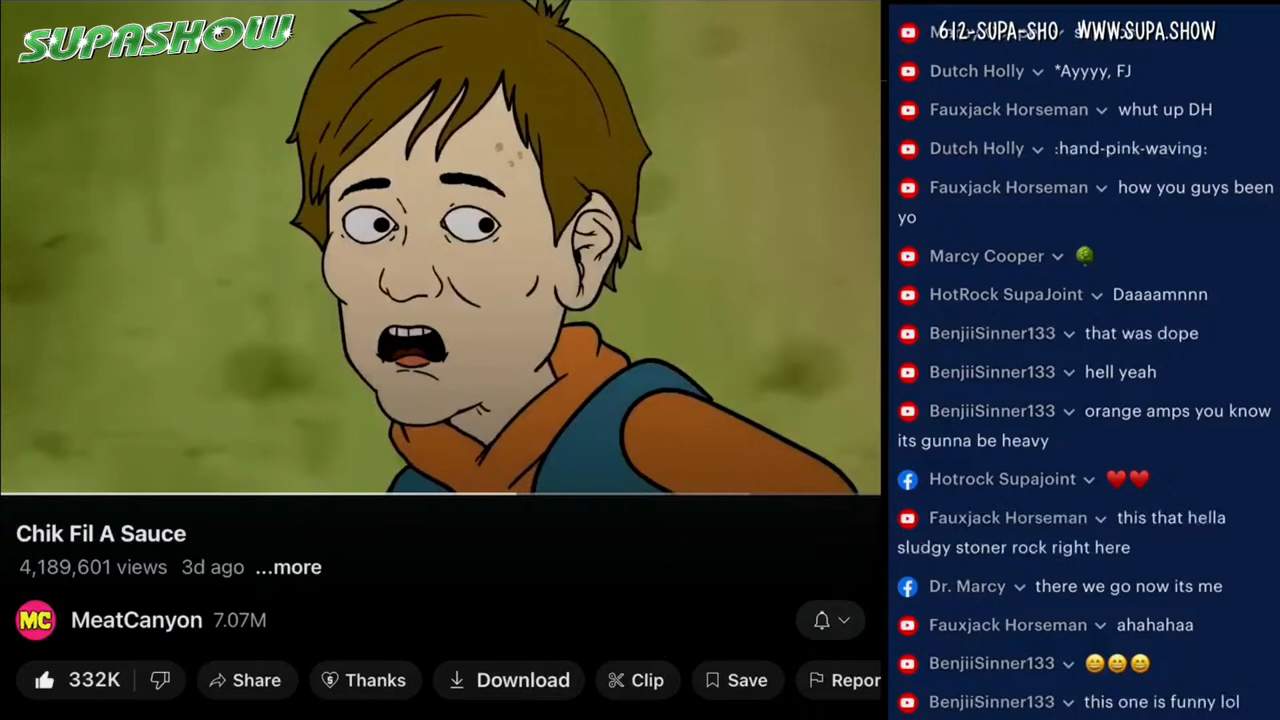 SUPASHOW
612-SUPA-SHO WWW.SUPA.SHOW
Dutch Holly *Ayyyy, FJ
Fauxjack Horseman whut up DH
Dutch Holly :hand-pink-waving:
Fauxjack Horseman how you guys been
yo
Marcy Cooper
HotRock SupaJoint Daaaamnnn
BenjiiSinner133 that was dope
BenjiiSinner133 hell yeah
BenjiiSinner133 orange amps you know
its gunna be heavy
Hotrock Supajoint ❤️❤️
Fauxjack Horseman this that hella
sludgy stoner rock right here
Dr. Marcy there we go now its me
Fauxjack Horseman ahahahaa
BenjiiSinner133 😄😄😄
BenjiiSinner133 this one is funny lol
Chik Fil A Sauce
4,189,601 views 3d ago ...more
MC MeatCanyon 7.07M
332K Share Thanks Download Clip Save Repor